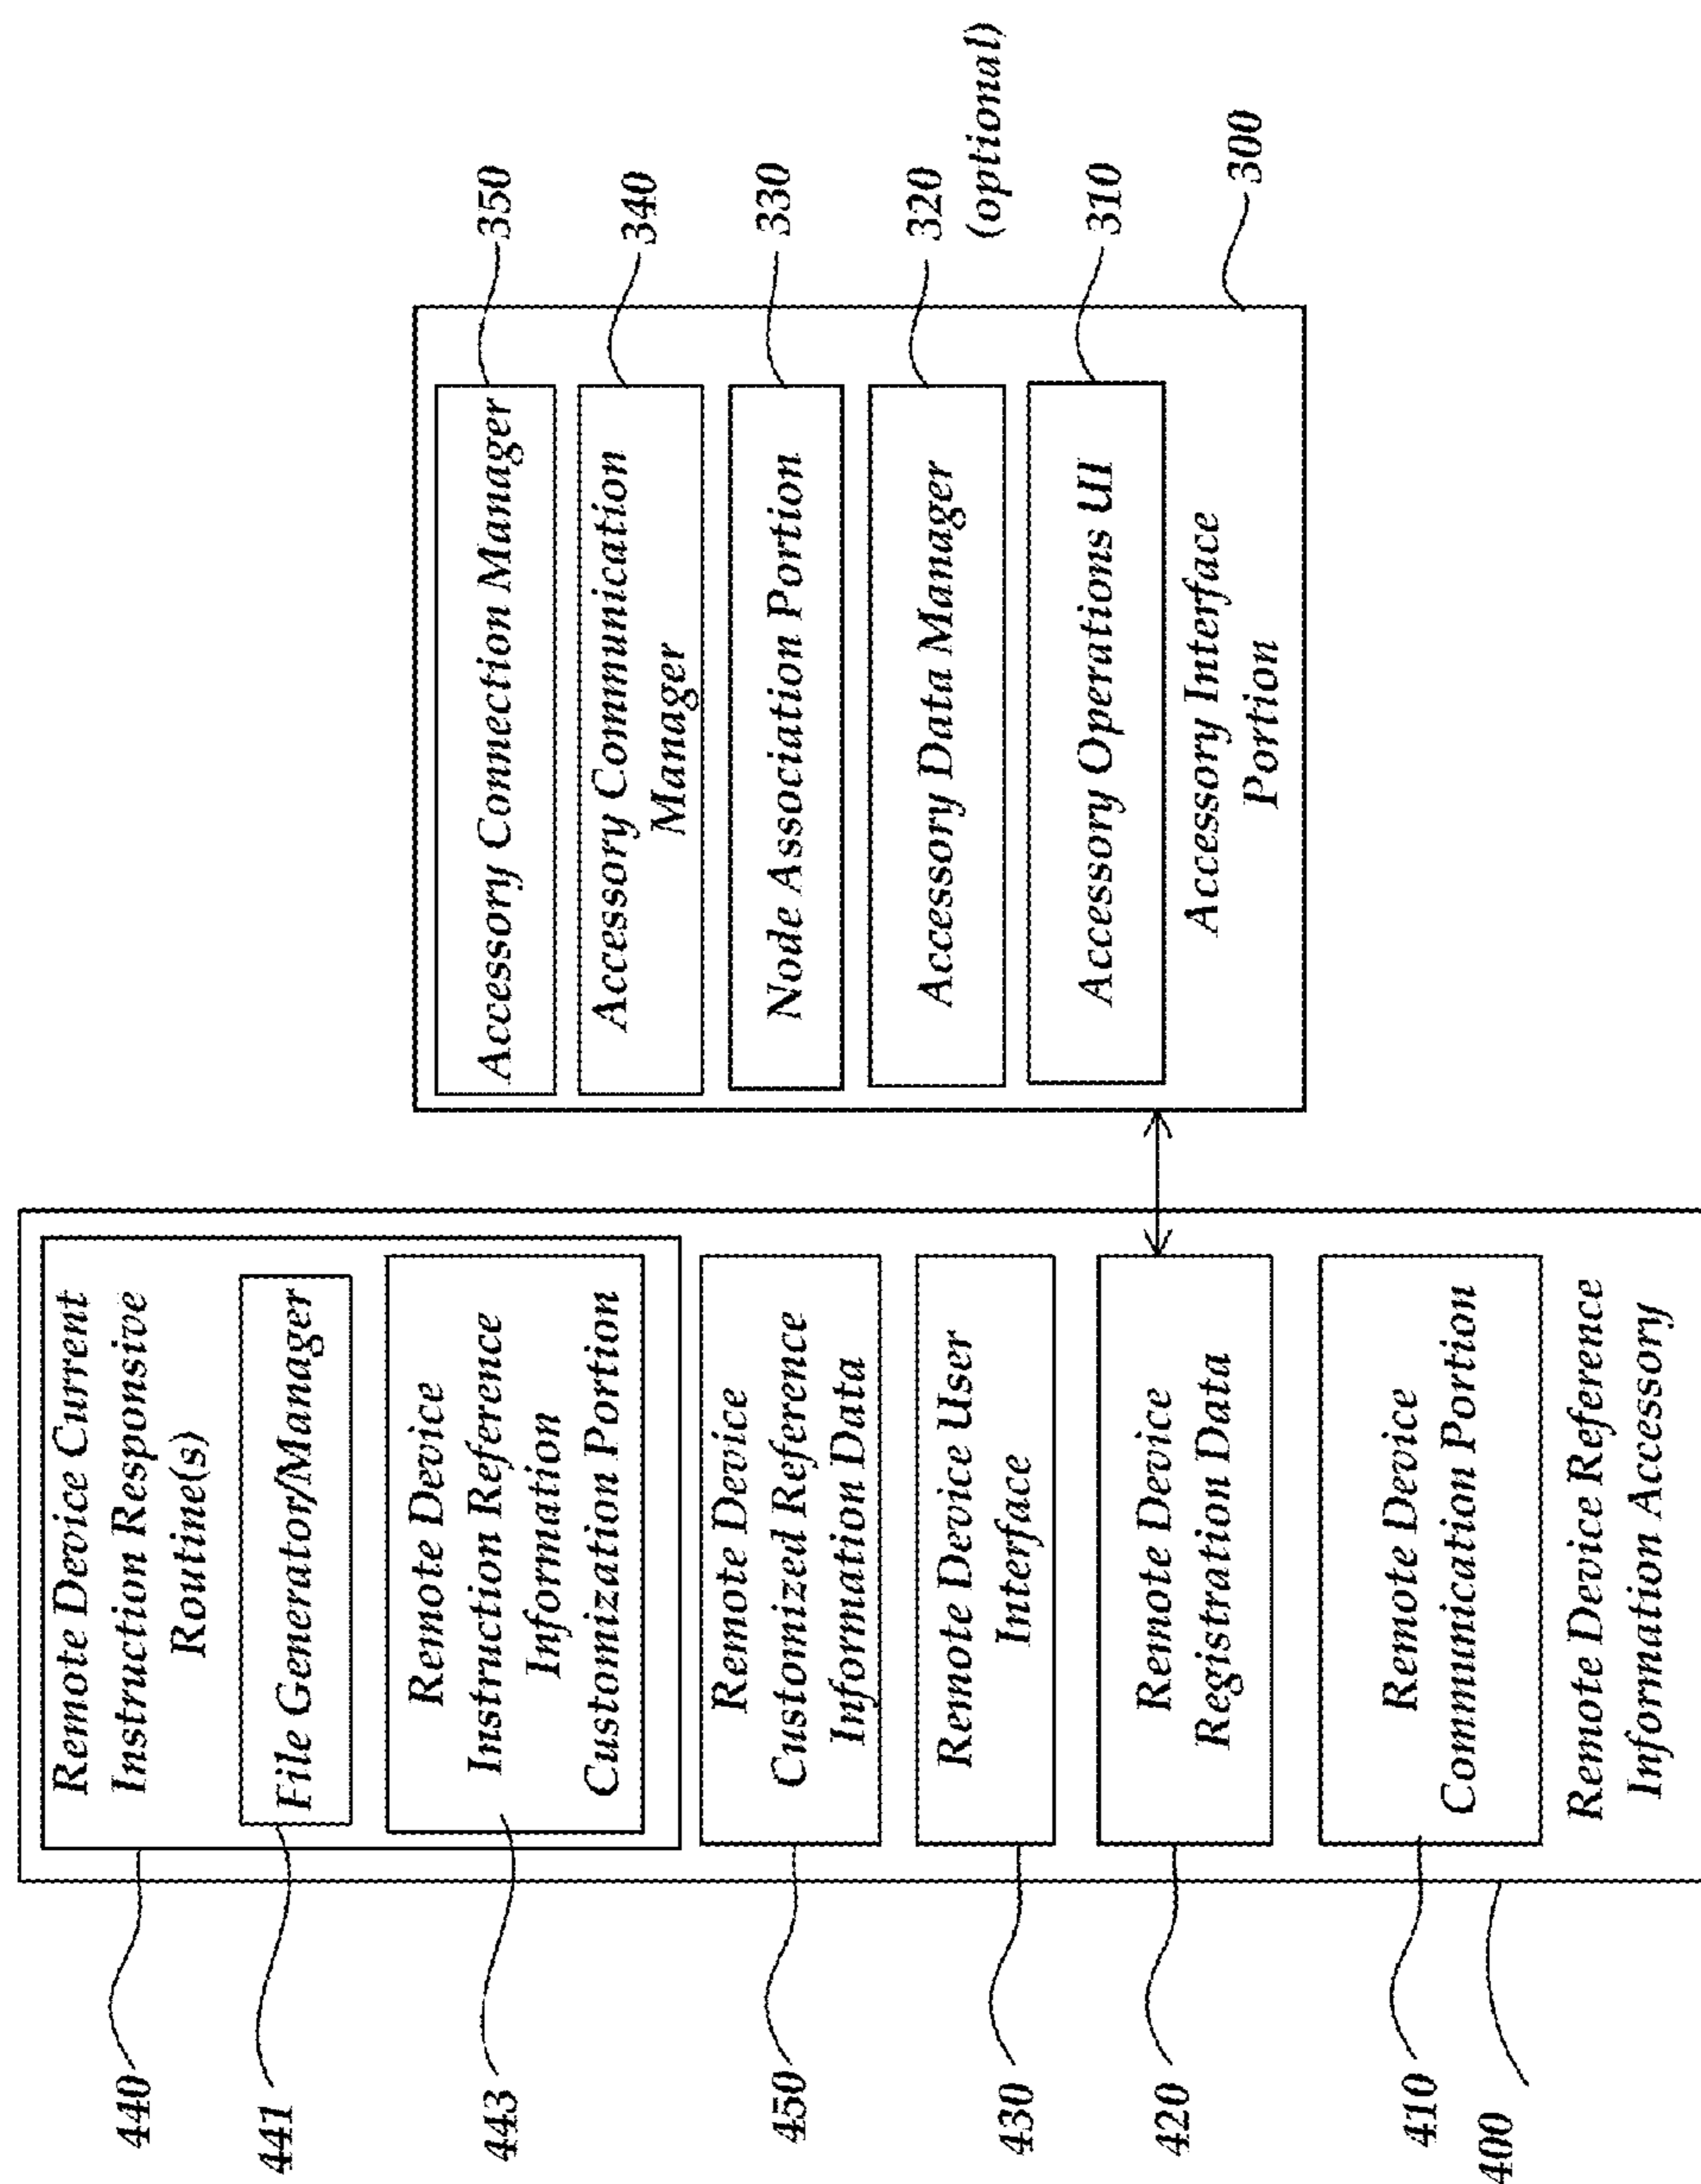 440
441
443
450
430
420
410
400
Remote Device Current
Instruction Responsive
Routine(s)
File Generator/Manager
Remote Device
Instruction Reference
Information
Customization Portion
Remote Device
Customized Reference
Information Data
Remote Device User
Interface
Remote Device
Registration Data
Remote Device
Communication Portion
Remote Device Reference
Information Accessory
Accessory Connection Manager
Accessory Communication
Manager
Node Association Portion
Accessory Data Manager
Accessory Operations UI
Accessory Interface
Portion
350
340
330
320
(optional)
310
300